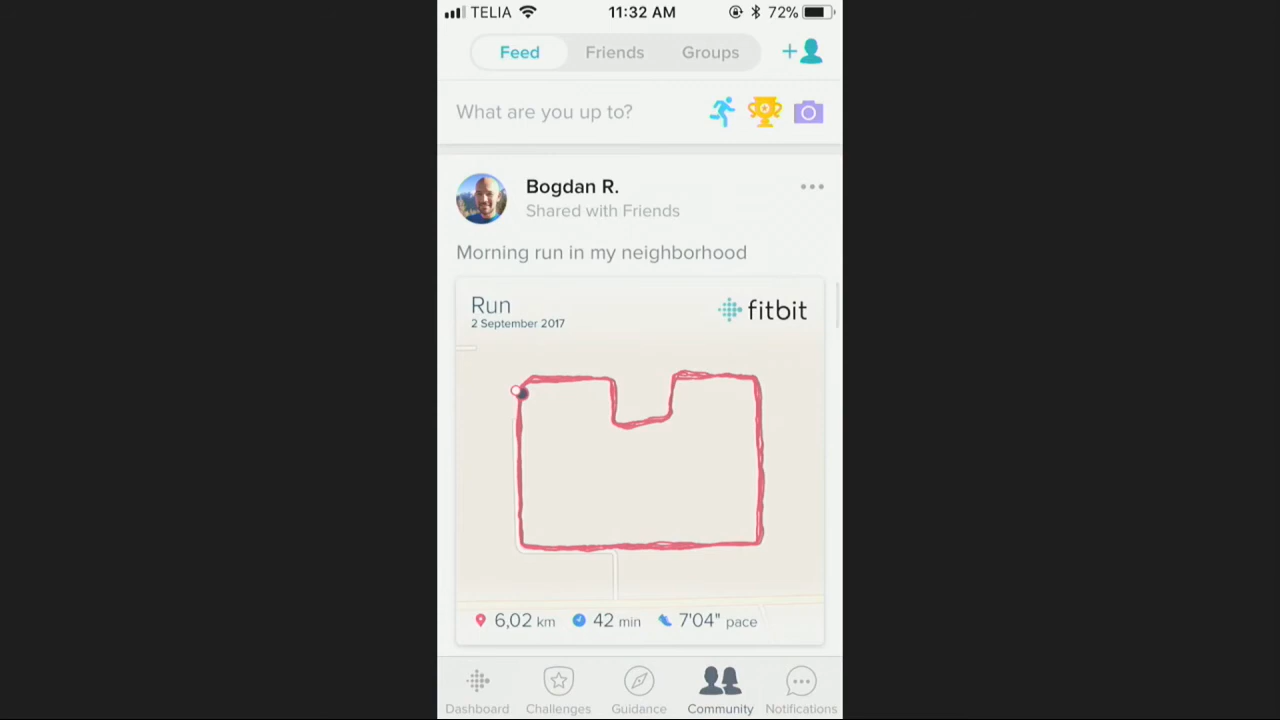 TELIA 11:32 AM 72%
Feed Friends Groups
What are you up to?
Bogdan R.
Shared with Friends
Morning run in my neighborhood
Run
2 September 2017
fitbit
6,02 km 42 min 7'04" pace
Dashboard Challenges Guidance Community Notifications